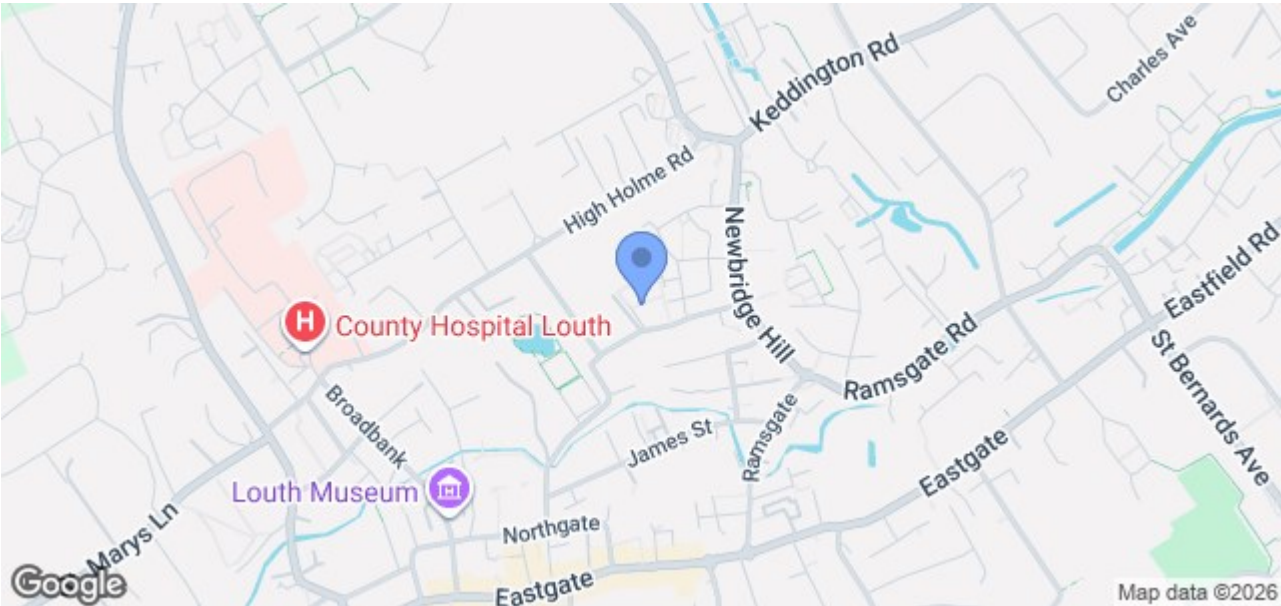 Charles Ave
Keddington Rd
High Holme Rd
Newbridge Hill
Eastfield Rd
H County Hospital Louth
Ramsgate Rd
St Bernards Ave
Broadbank
Ramsgate
James St
Eastgate
Louth Museum
Marys Ln
Northgate
Eastgate
Google
Map data ©2026